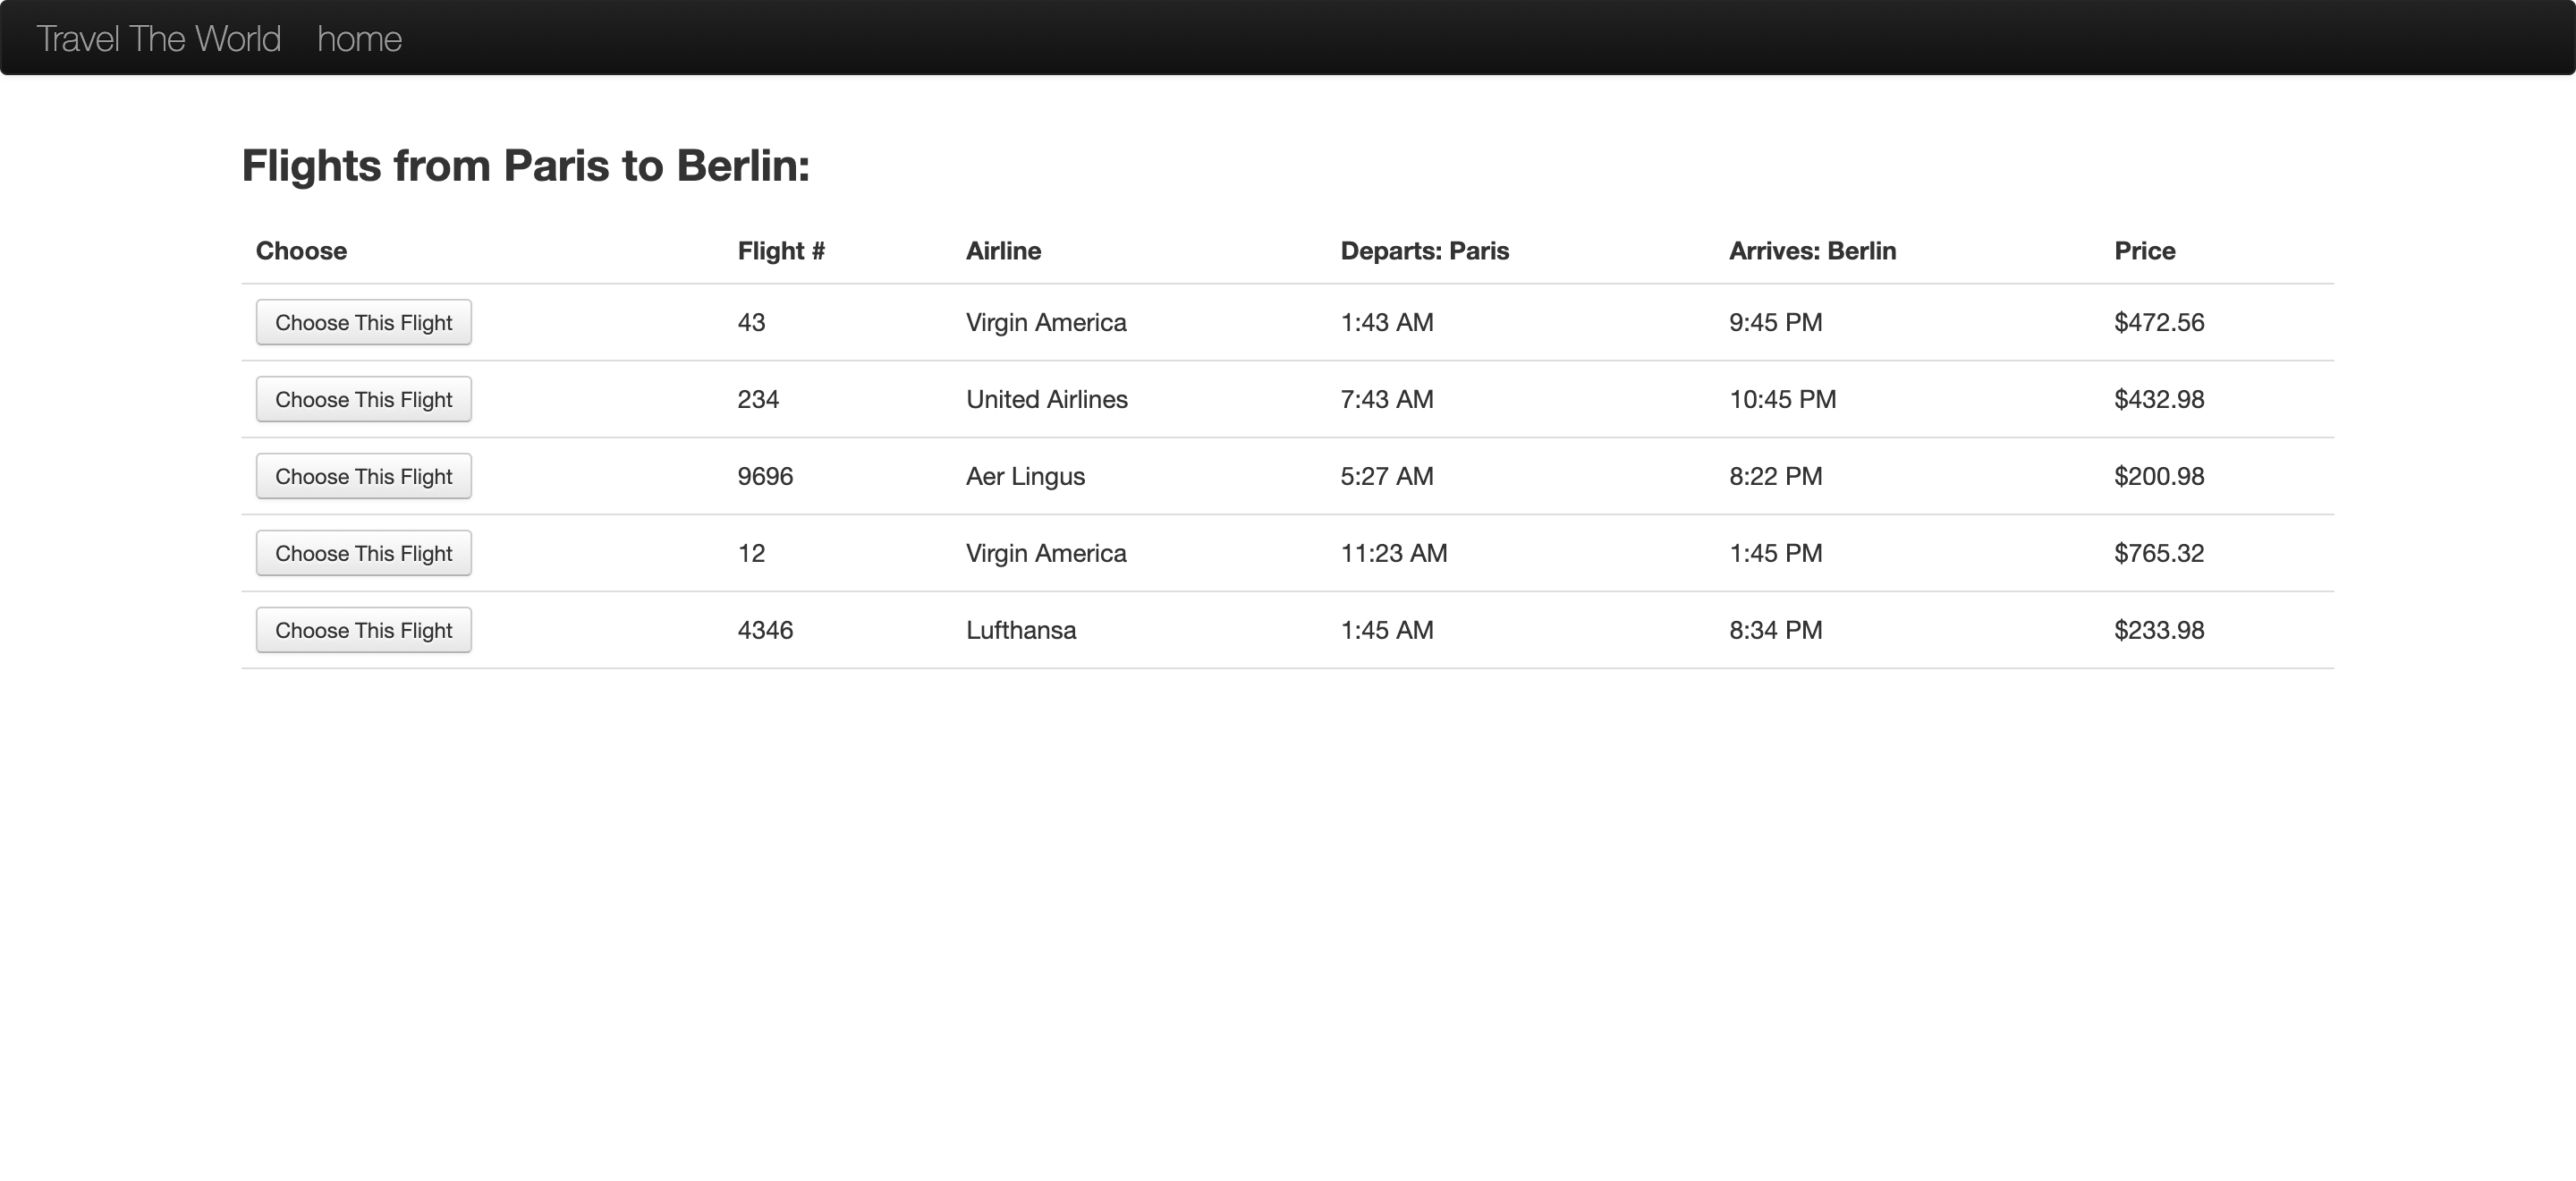 Travel The World home
Flights from Paris to Berlin:
Choose Flight # Airline Departs: Paris Arrives: Berlin Price
Choose This Flight 43 Virgin America 1:43 AM 9:45 PM $472.56
Choose This Flight 234 United Airlines 7:43 AM 10:45 PM $432.98
Choose This Flight 9696 Aer Lingus 5:27 AM 8:22 PM $200.98
Choose This Flight 12 Virgin America 11:23 AM 1:45 PM $765.32
Choose This Flight 4346 Lufthansa 1:45 AM 8:34 PM $233.98